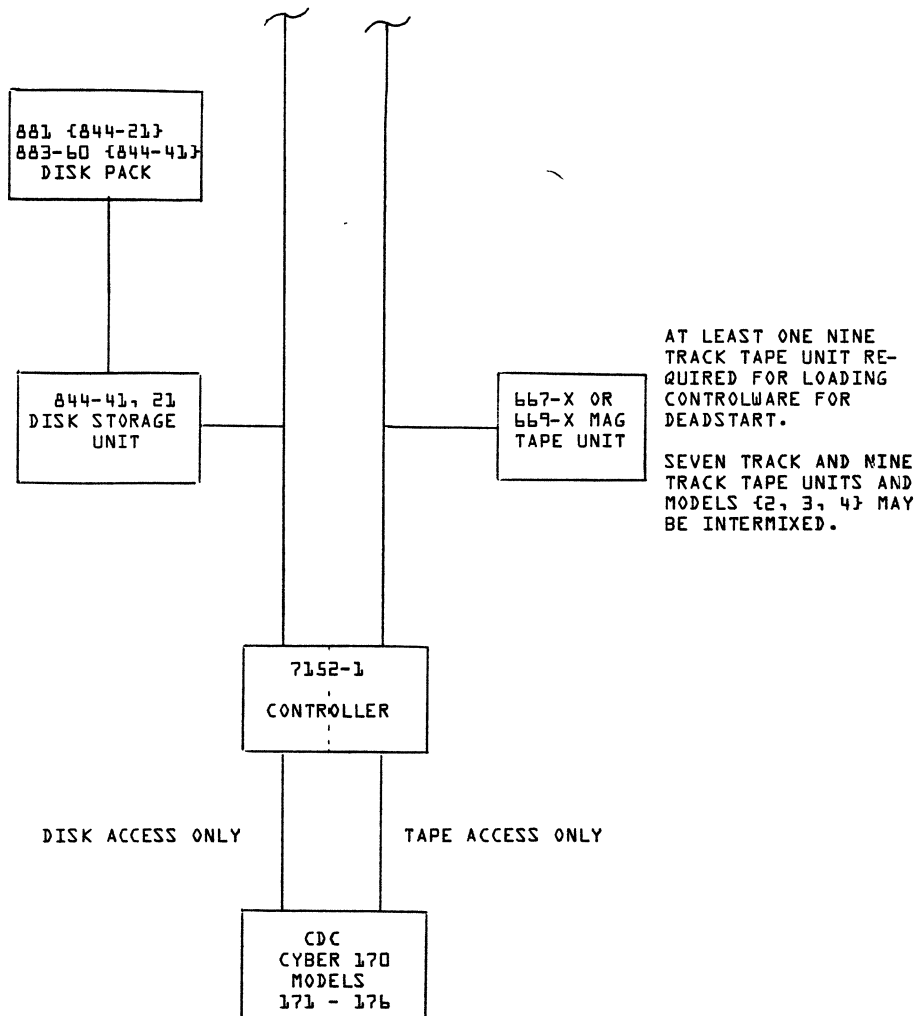 881 {844-21}
883-60 {844-41}
DISK PACK
844-41, 21
DISK STORAGE
UNIT
667-X OR
669-X MAG
TAPE UNIT
AT LEAST ONE NINE
TRACK TAPE UNIT RE-
QUIRED FOR LOADING
CONTROLWARE FOR
DEADSTART.
SEVEN TRACK AND NINE
TRACK TAPE UNITS AND
MODELS {2, 3, 4} MAY
BE INTERMIXED.
7152-1
CONTROLLER
DISK ACCESS ONLY
TAPE ACCESS ONLY
CDC
CYBER 170
MODELS
171 - 176